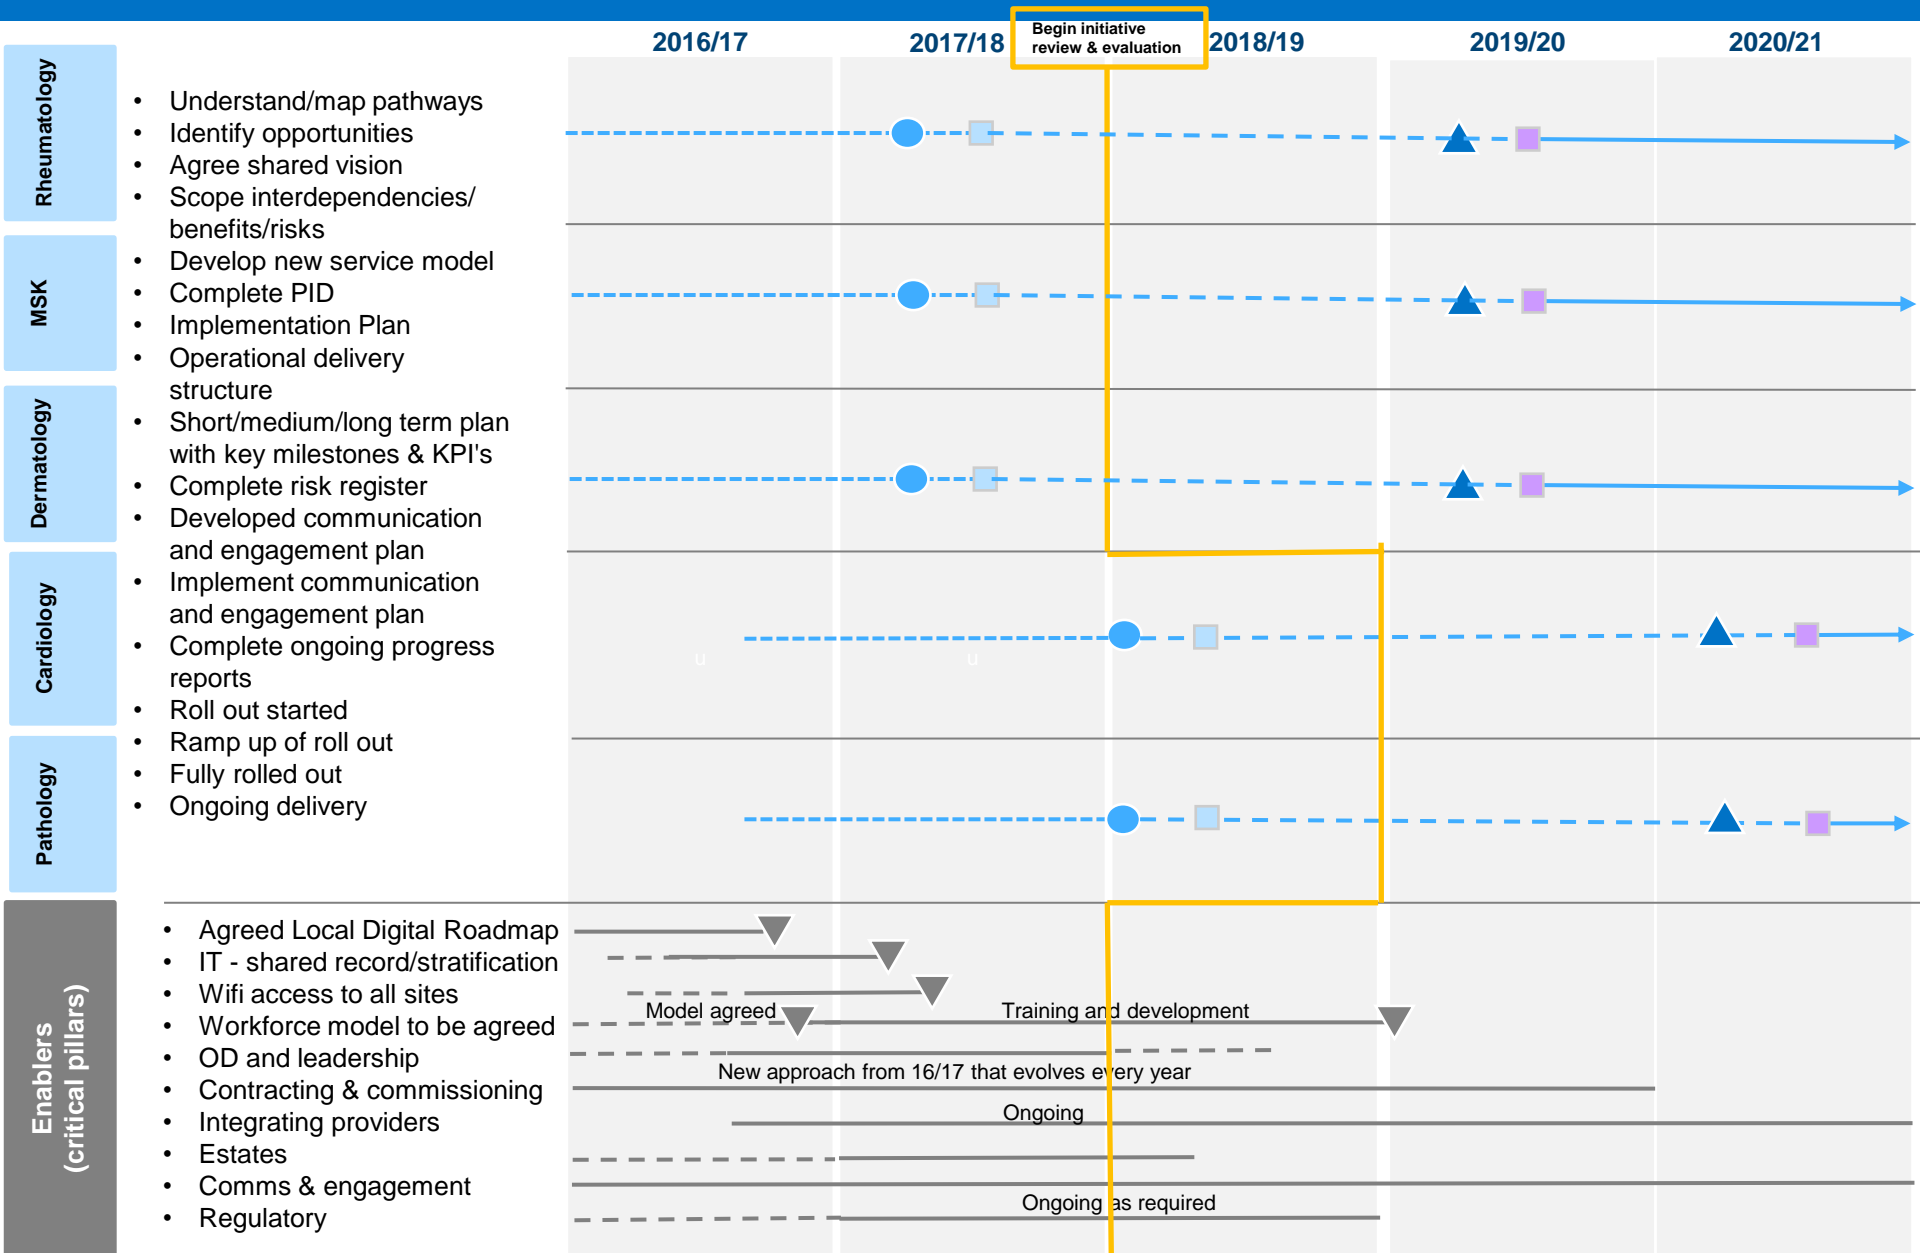 Begin initiative
review & evaluation
2016/17
2017/18
2018/19
2019/20
2020/21
Rheumatology
MSK
Dermatology
Cardiology
Pathology
• Understand/map pathways
• Identify opportunities
• Agree shared vision
• Scope interdependencies/
benefits/risks
• Develop new service model
• Complete PID
• Implementation Plan
• Operational delivery
structure
• Short/medium/long term plan
with key milestones & KPI's
• Complete risk register
• Developed communication
and engagement plan
• Implement communication
and engagement plan
• Complete ongoing progress
reports
• Roll out started
• Ramp up of roll out
• Fully rolled out
• Ongoing delivery
U
U
Enablers
(critical pillars)
• Agreed Local Digital Roadmap
• IT - shared record/stratification
• Wifi access to all sites
• Workforce model to be agreed
• OD and leadership
• Contracting & commissioning
• Integrating providers
• Estates
• Comms & engagement
• Regulatory
Model agreed
Training and development
New approach from 16/17 that evolves every year
Ongoing
Ongoing as required